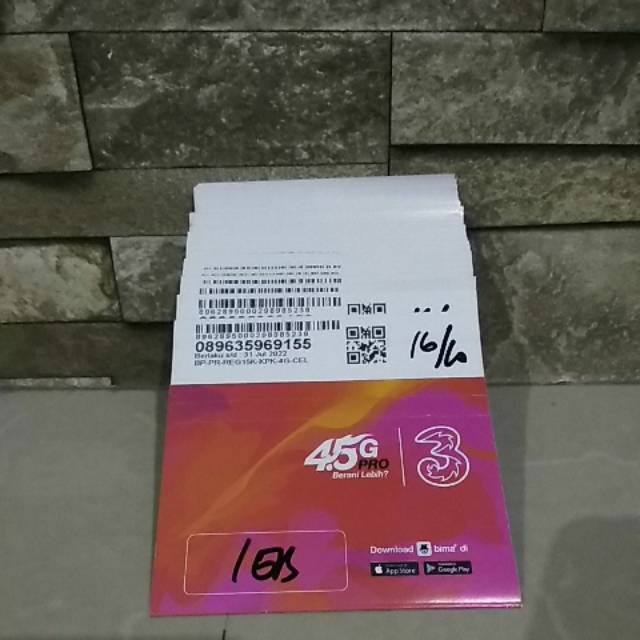 089635969155
Berlaku s/d : 31 Jul 2022
BP-PR-REG15K-KPK-4G-CEL
16/6
4.5G
PRO
Berani Lebih?
3
Download bima+ di
App Store
Google Play